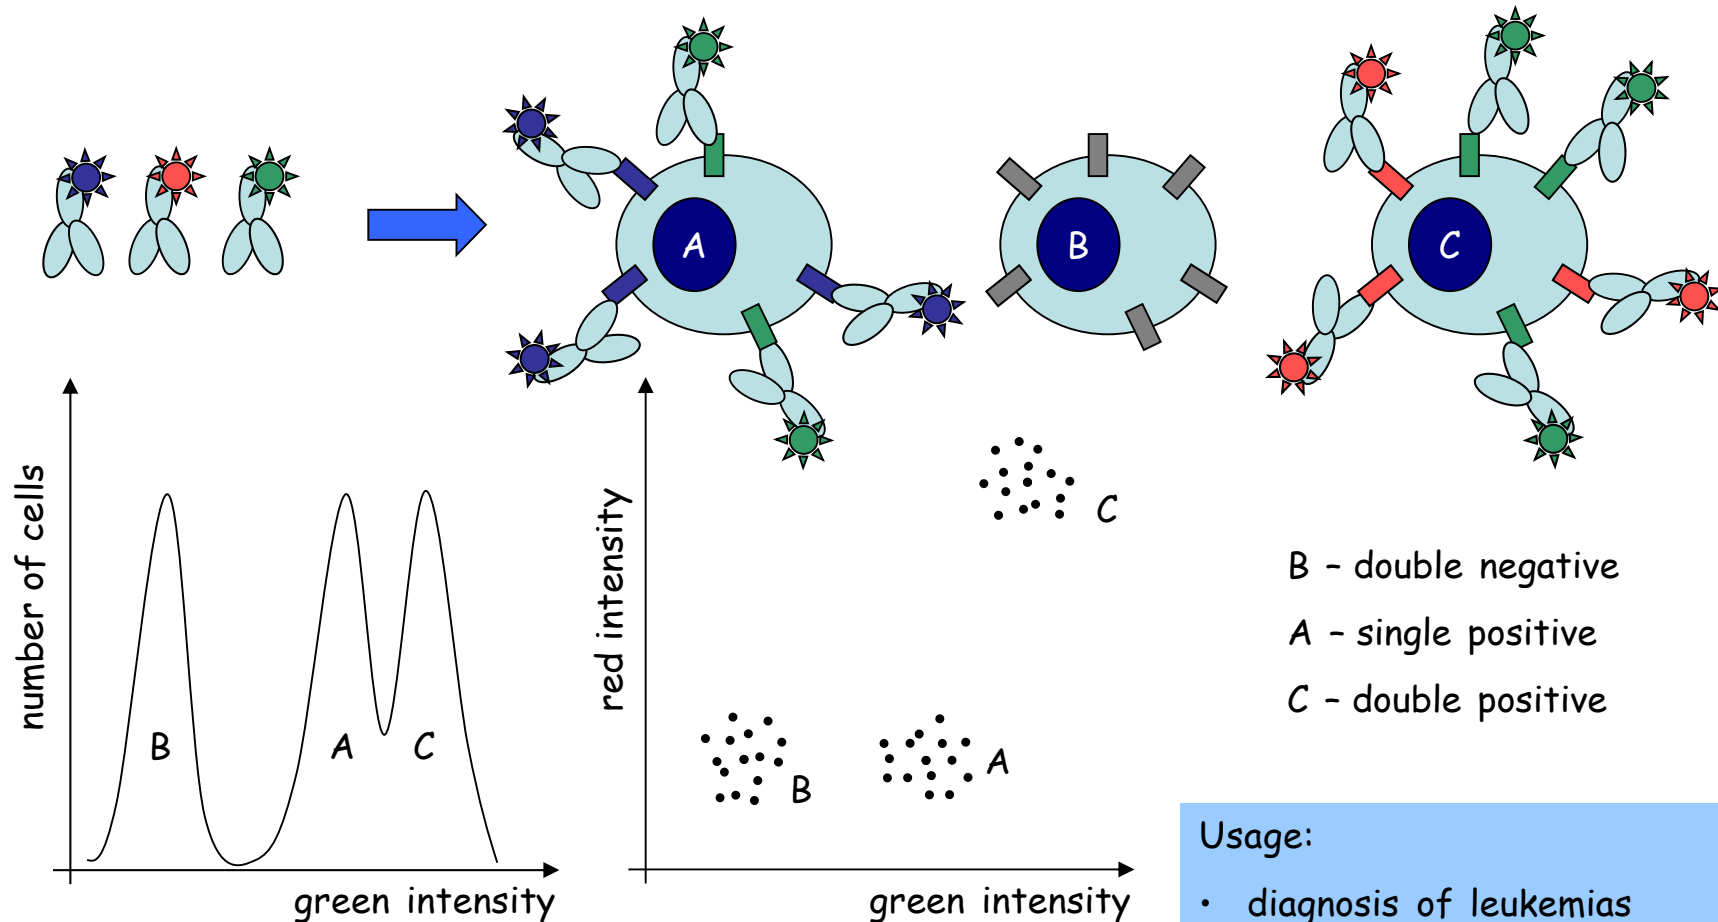 A
B
C
number of cells
B
A
C
green intensity
red intensity
C
B
A
green intensity
B – double negative
A – single positive
C – double positive
Usage:
• diagnosis of leukemias